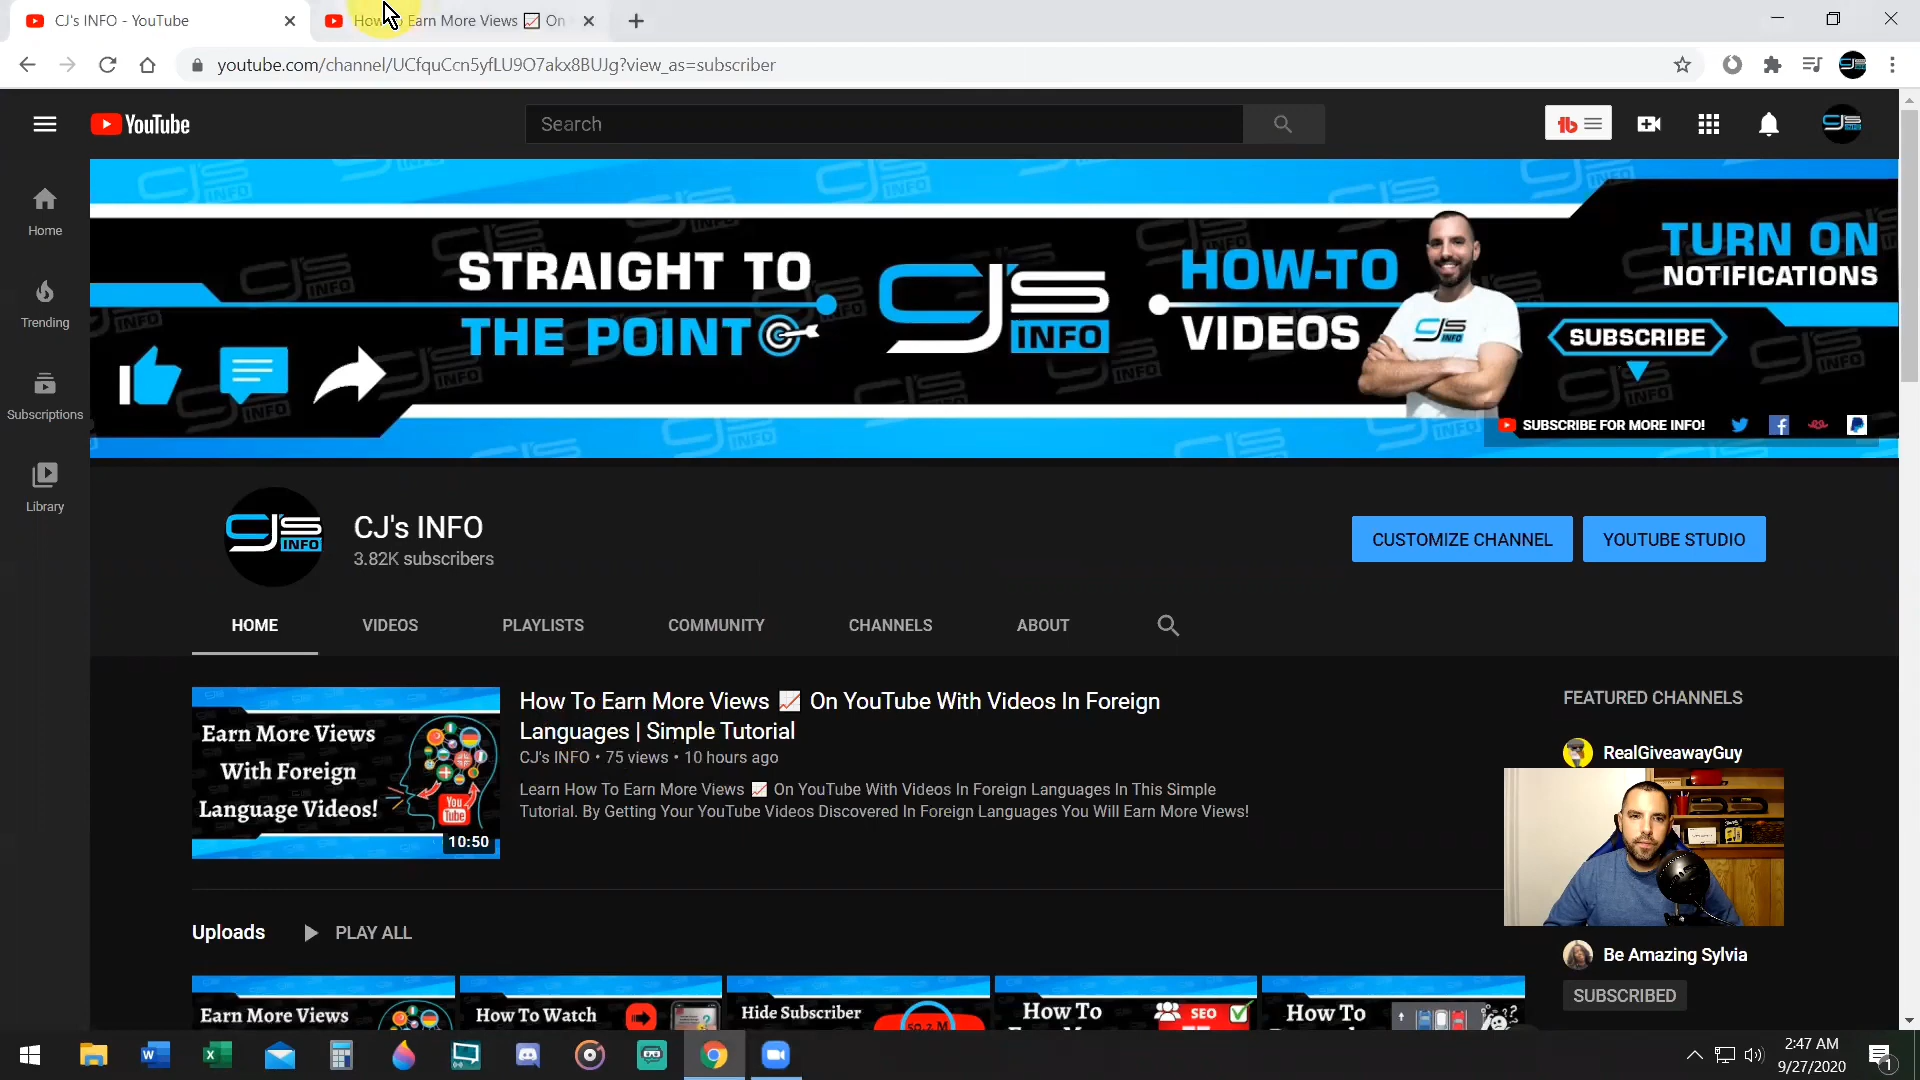 CJ's INFO - YouTube
How To Earn More Views 📈 On
youtube.com/channel/UCfquCcn5yfLU9O7akx8BUJg?view_as=subscriber
YouTube
Search
Home
Trending
Subscriptions
Library
STRAIGHT TO
THE POINT
CJ's
INFO
HOW-TO
VIDEOS
TURN ON
NOTIFICATIONS
SUBSCRIBE
SUBSCRIBE FOR MORE INFO!
CJ's INFO
3.82K subscribers
CUSTOMIZE CHANNEL
YOUTUBE STUDIO
HOME
VIDEOS
PLAYLISTS
COMMUNITY
CHANNELS
ABOUT
Earn More Views
With Foreign
Language Videos!
You
Tube
10:50
How To Earn More Views 📈 On YouTube With Videos In Foreign
Languages | Simple Tutorial
CJ's INFO • 75 views • 10 hours ago
Learn How To Earn More Views 📈 On YouTube With Videos In Foreign Languages In This Simple
Tutorial. By Getting Your YouTube Videos Discovered In Foreign Languages You Will Earn More Views!
FEATURED CHANNELS
RealGiveawayGuy
Be Amazing Sylvia
SUBSCRIBED
Uploads
PLAY ALL
Earn More Views
How To Watch
Hide Subscriber
How To
SEO
How To
2:47 AM
9/27/2020
1